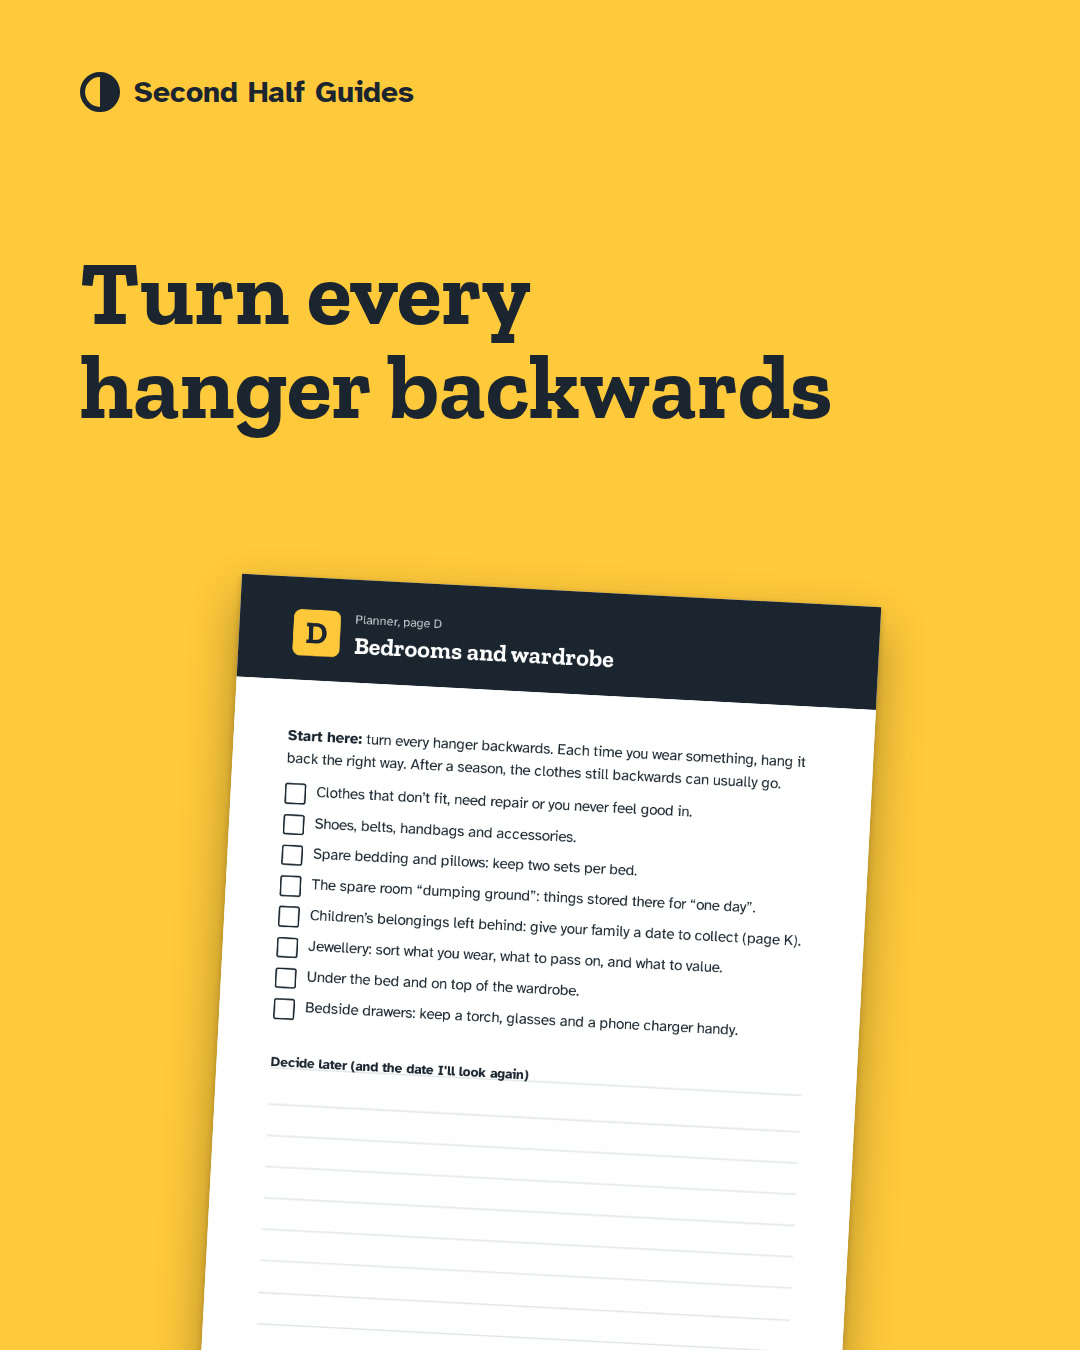 Second Half Guides
Turn every
hanger backwards
D
Planner, page D
Bedrooms and wardrobe
Start here: turn every hanger backwards. Each time you wear something, hang it
back the right way. After a season, the clothes still backwards can usually go.
Clothes that don’t fit, need repair or you never feel good in.
Shoes, belts, handbags and accessories.
Spare bedding and pillows: keep two sets per bed.
The spare room “dumping ground”: things stored there for “one day”.
Children’s belongings left behind: give your family a date to collect (page K).
Jewellery: sort what you wear, what to pass on, and what to value.
Under the bed and on top of the wardrobe.
Bedside drawers: keep a torch, glasses and a phone charger handy.
Decide later (and the date I'll look again)